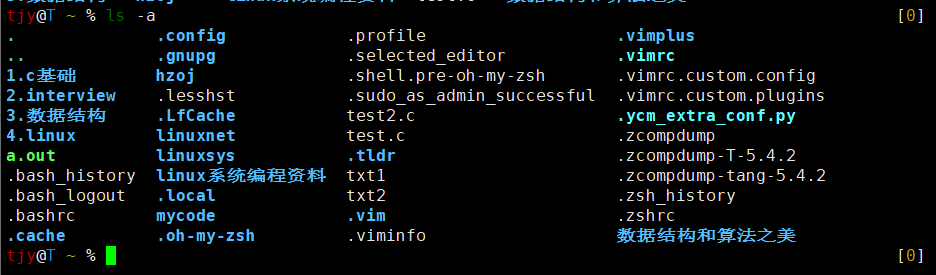 tjy@T ~ % ls -a [0]
. .config .profile .vimplus
.. .gnupg .selected_editor .vimrc
1.c基础 hzoj .shell.pre-oh-my-zsh .vimrc.custom.config
2.interview .lesshst .sudo_as_admin_successful .vimrc.custom.plugins
3.数据结构 .LfCache test2.c .ycm_extra_conf.py
4.linux linuxnet test.c .zcompdump
a.out linuxsys .tldr .zcompdump-T-5.4.2
.bash_history linux系统编程资料 txt1 .zcompdump-tang-5.4.2
.bash_logout .local txt2 .zsh_history
.bashrc mycode .vim .zshrc
.cache .oh-my-zsh .viminfo 数据结构和算法之美
tjy@T ~ % [0]